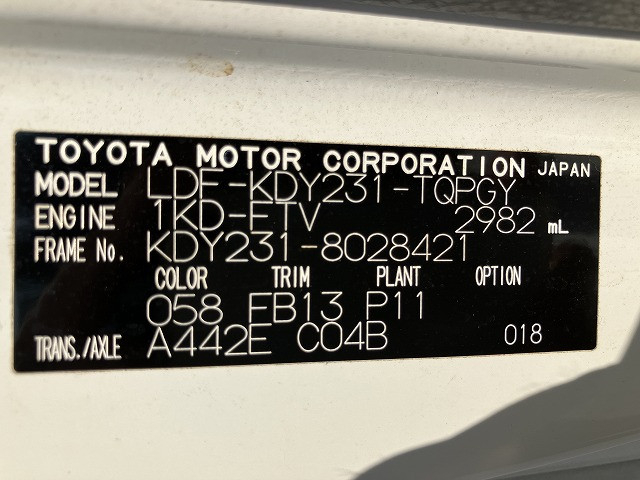 TOYOTA MOTOR CORPORATION JAPAN
MODEL LDF-KDY231-TQPGY
ENGINE 1KD-FTV 2982 mL
FRAME No. KDY231-8028421
COLOR TRIM PLANT OPTION
058 FB13 P11
TRANS./AXLE A442E C04B 018